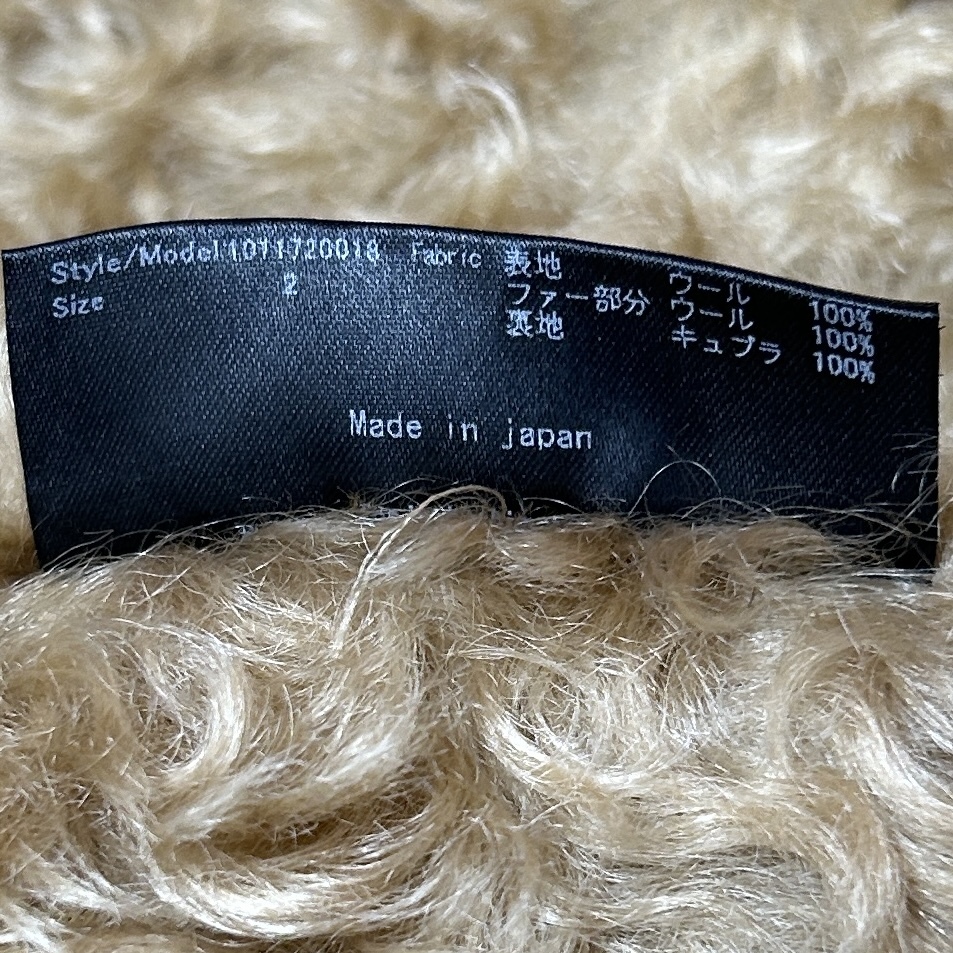 Style/Model 1011720018 Fabric 表地 ウール 100%
Size 2 ファー部分 ウール 100%
裏地 キュプラ 100%
Made in japan